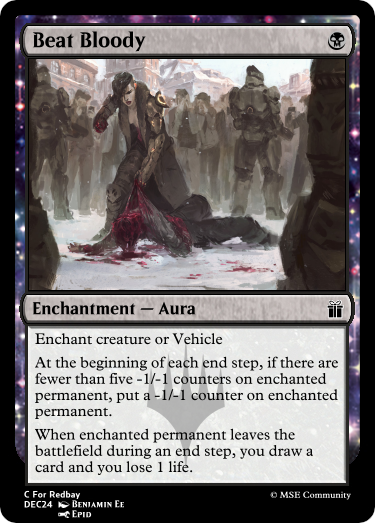 Beat Bloody
Enchantment — Aura
Enchant creature or Vehicle
At the beginning of each end step, if there are
fewer than five -1/-1 counters on enchanted
permanent, put a -1/-1 counter on enchanted
permanent.
When enchanted permanent leaves the
battlefield during an end step, you draw a
card and you lose 1 life.
C For Redbay
DEC24 Benjamin Ee
© MSE Community
Epid